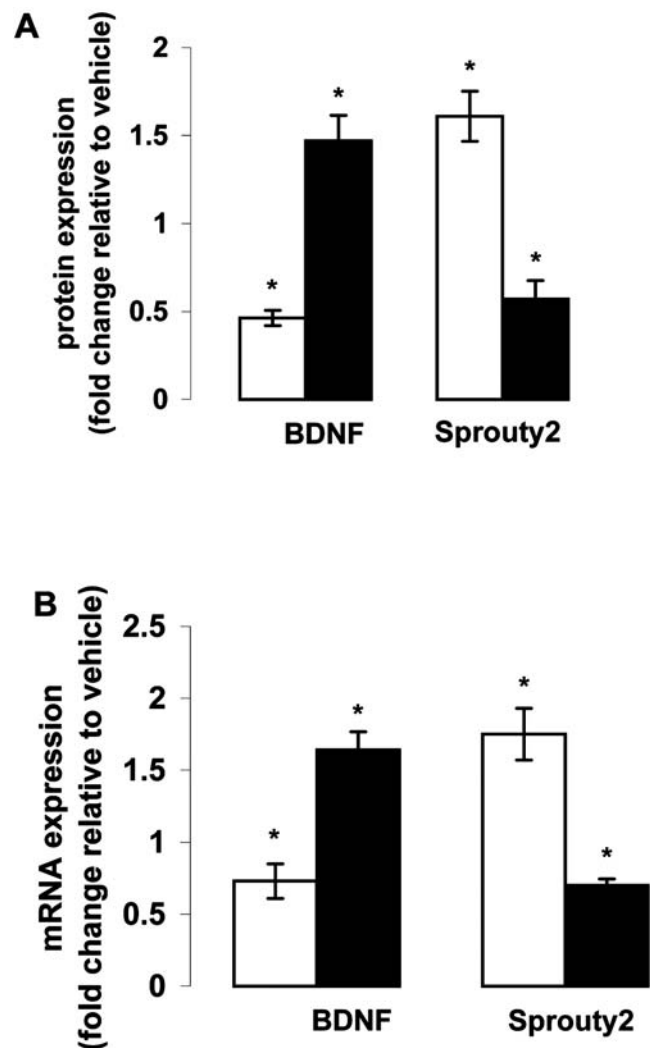 A
protein expression
(fold change relative to vehicle)
2
1.5
1
0.5
0
*
*
*
*
BDNF
Sprouty2
B
mRNA expression
(fold change relative to vehicle)
2.5
2
1.5
1
0.5
0
*
*
*
*
BDNF
Sprouty2